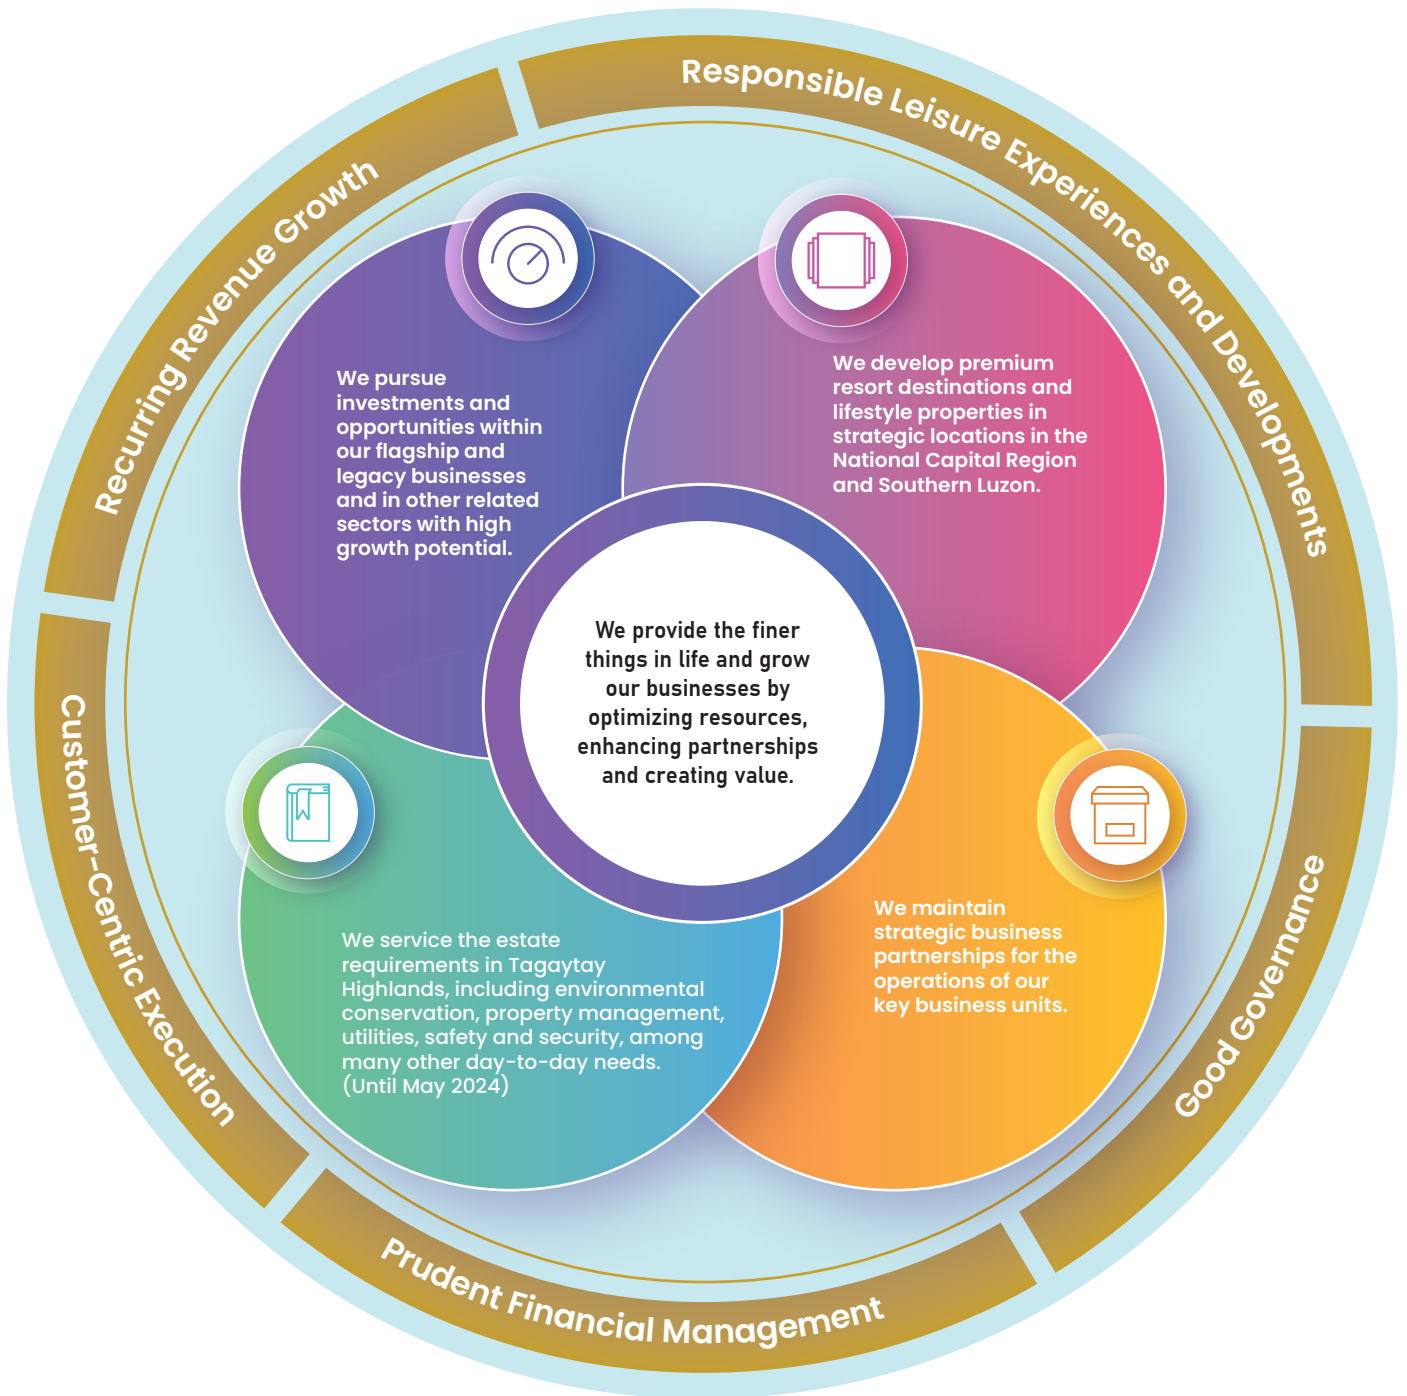 Responsible Leisure Experiences and Developments
Recurring Revenue Growth
We pursue
investments and
opportunities within
our flagship and
legacy businesses
and in other related
sectors with high
growth potential.
We develop premium
resort destinations and
lifestyle properties in
strategic locations in the
National Capital Region
and Southern Luzon.
We provide the finer
things in life and grow
our businesses by
optimizing resources,
enhancing partnerships
and creating value.
We service the estate
requirements in Tagaytay
Highlands, including environmental
conservation, property management,
utilities, safety and security, among
many other day-to-day needs.
(Until May 2024)
We maintain
strategic business
partnerships for the
operations of our
key business units.
Customer-Centric Execution
Good Governance
Prudent Financial Management